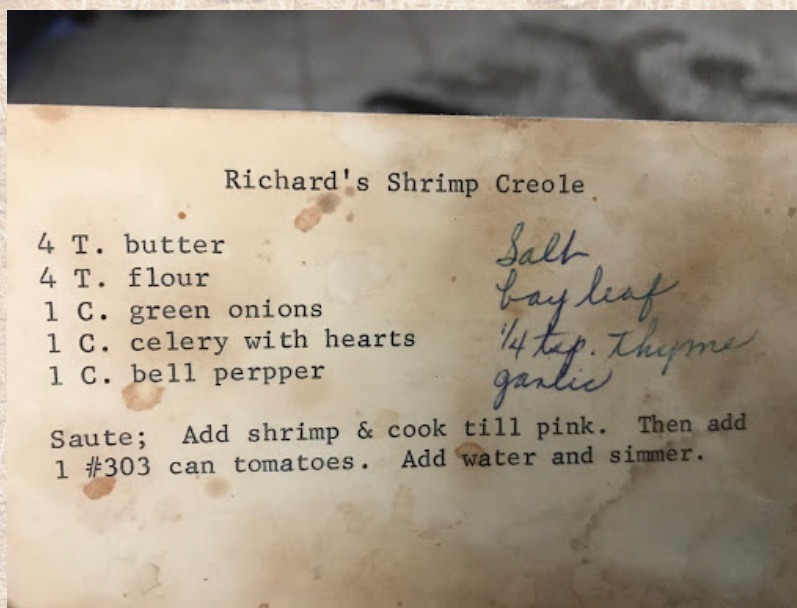 Richard's Shrimp Creole
4 T. butter
4 T. flour
1 C. green onions
1 C. celery with hearts
1 C. bell perpper
Salt
bay leaf
1/4 tsp. thyme
garlic
Saute; Add shrimp & cook till pink. Then add
1 #303 can tomatoes. Add water and simmer.